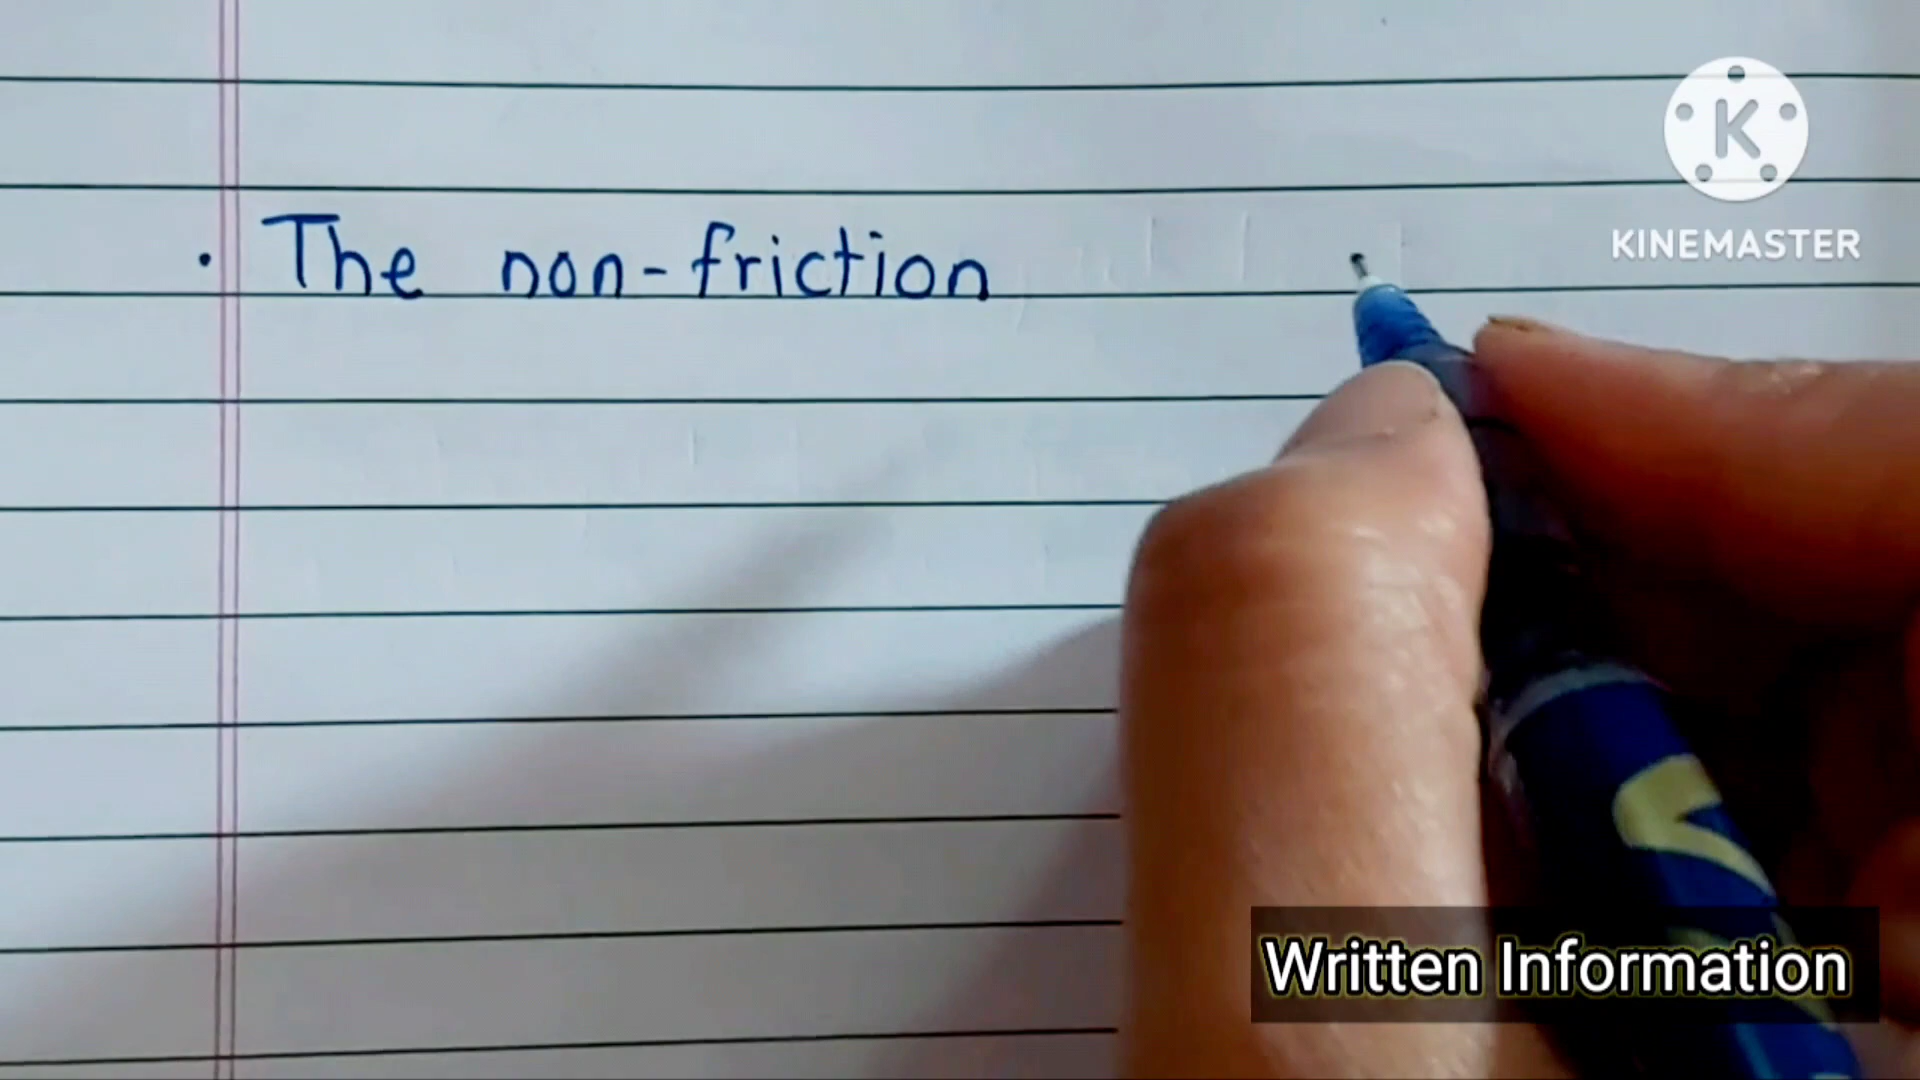 K
KINEMASTER
. The non-friction
Written Information